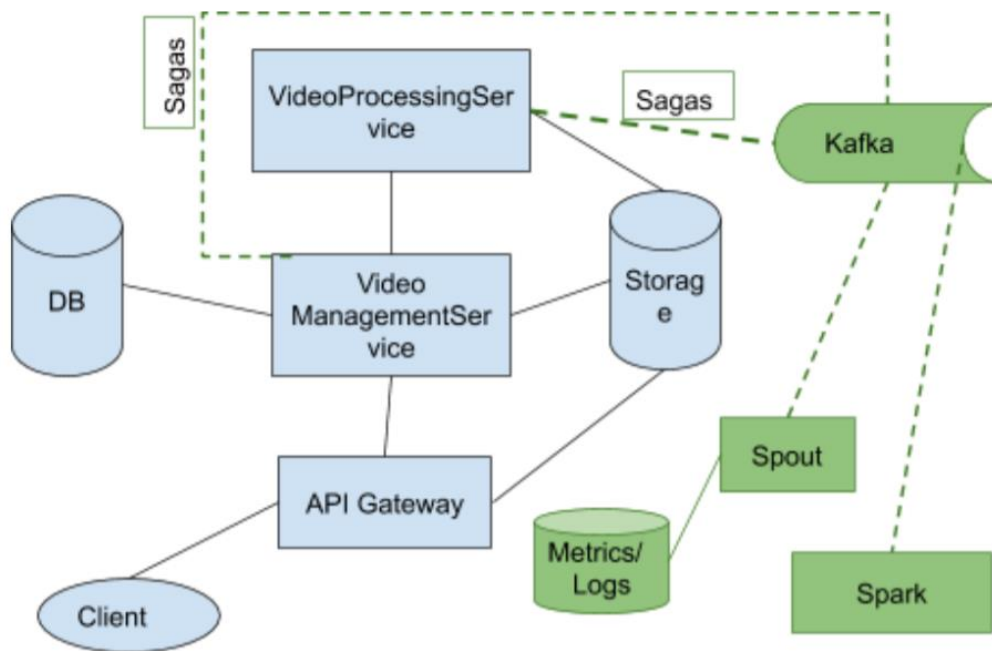 Sagas
VideoProcessingSer
vice
Sagas
Kafka
DB
Video
ManagementSer
vice
Storag
e
API Gateway
Spout
Metrics/
Logs
Spark
Client